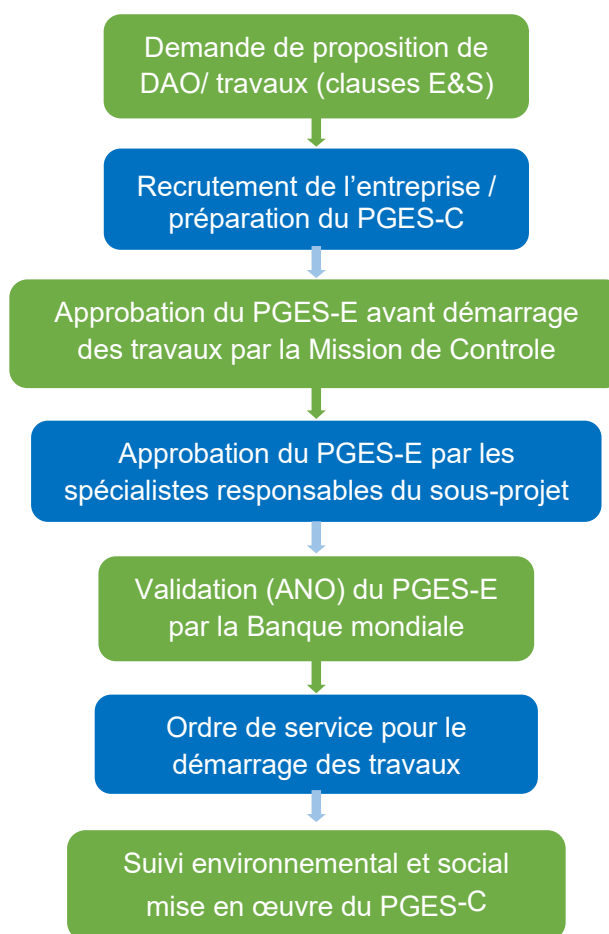 Demande de proposition de
DAO/ travaux (clauses E&S)
Recrutement de l’entreprise /
préparation du PGES-C
Approbation du PGES-E avant démarrage
des travaux par la Mission de Controle
Approbation du PGES-E par les
spécialistes responsables du sous-projet
Validation (ANO) du PGES-E
par la Banque mondiale
Ordre de service pour le
démarrage des travaux
Suivi environnemental et social
mise en œuvre du PGES-C